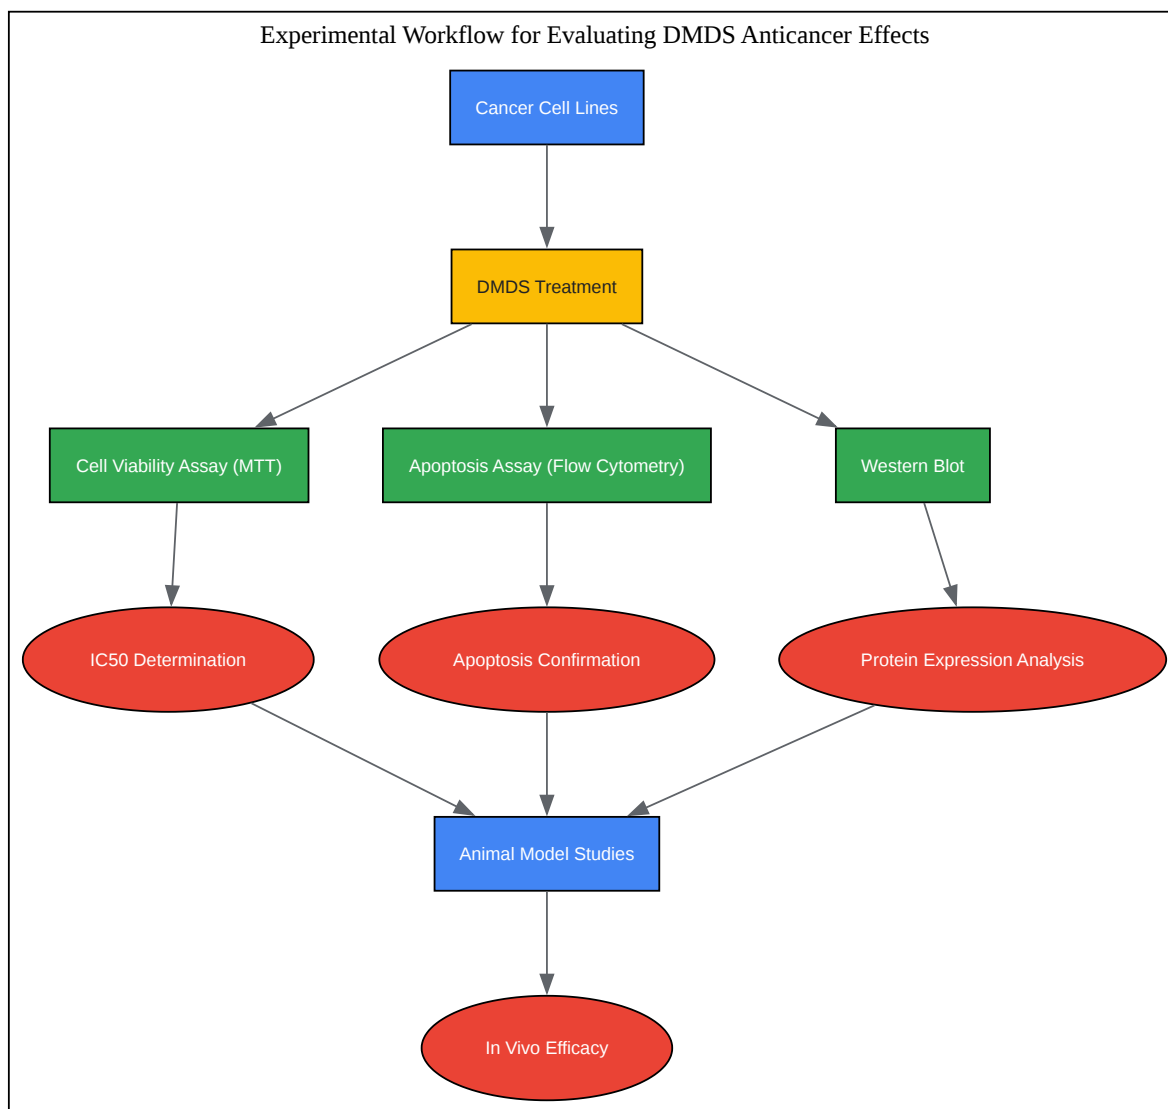 Experimental Workflow for Evaluating DMDS Anticancer Effects
Cancer Cell Lines
DMDS Treatment
Cell Viability Assay (MTT)
Apoptosis Assay (Flow Cytometry)
Western Blot
IC50 Determination
Apoptosis Confirmation
Protein Expression Analysis
Animal Model Studies
In Vivo Efficacy